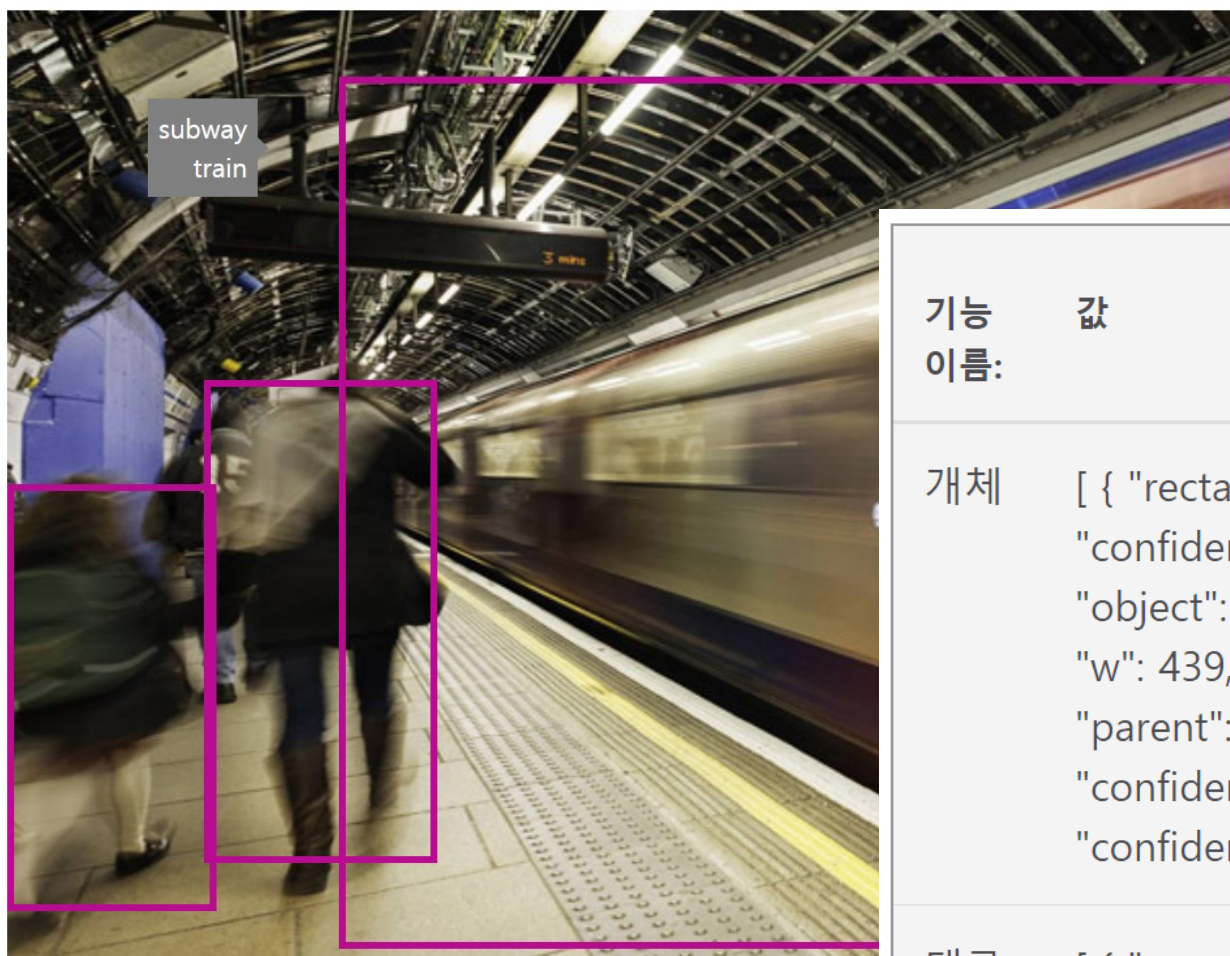 subway
train
3 mins
기능
이름:
값
개체
[ { "recta
"confider
"object":
"w": 439,
"parent":
"confider
"confider